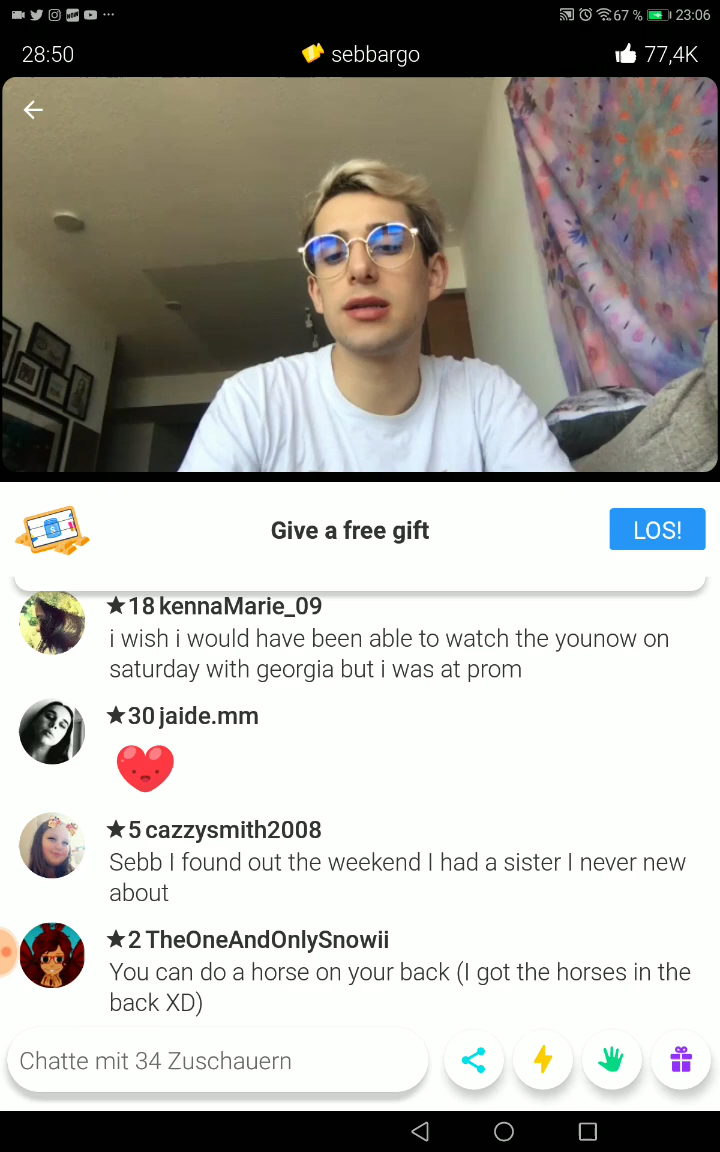 67 % 23:06
28:50 sebbargo 77,4K
Give a free gift LOS!
★18 kennaMarie_09
i wish i would have been able to watch the younow on
saturday with georgia but i was at prom
★30 jaide.mm
★5 cazzysmith2008
Sebb I found out the weekend I had a sister I never new
about
★2 TheOneAndOnlySnowii
You can do a horse on your back (I got the horses in the
back XD)
Chatte mit 34 Zuschauern